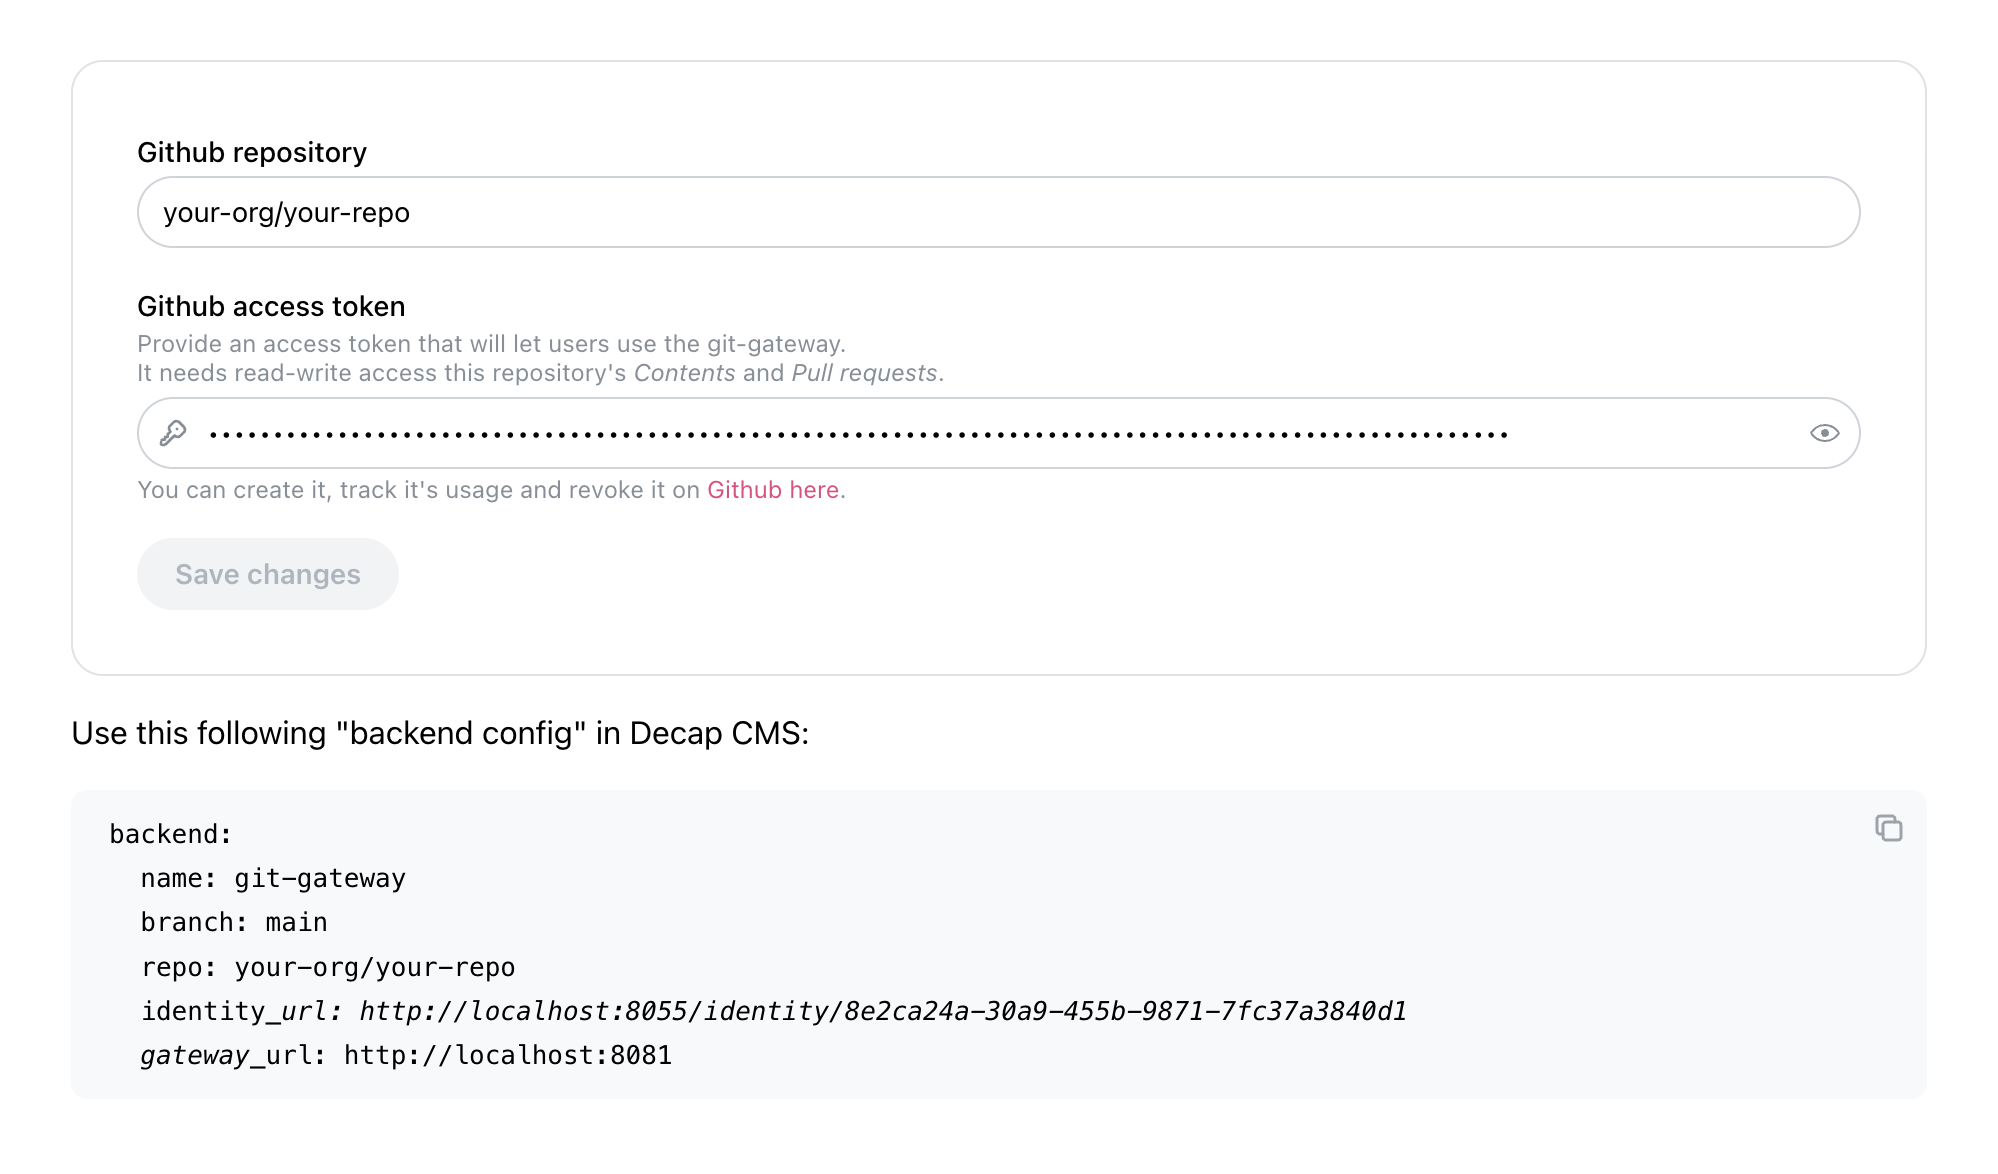 Github repository
your-org/your-repo
Github access token
Provide an access token that will let users use the git-gateway.
It needs read-write access this repository's Contents and Pull requests.
You can create it, track it's usage and revoke it on Github here.
Save changes
Use this following "backend config" in Decap CMS:
backend:
  name: git-gateway
  branch: main
  repo: your-org/your-repo
  identity_url: http://localhost:8055/identity/8e2ca24a-30a9-455b-9871-7fc37a3840d1
  gateway_url: http://localhost:8081